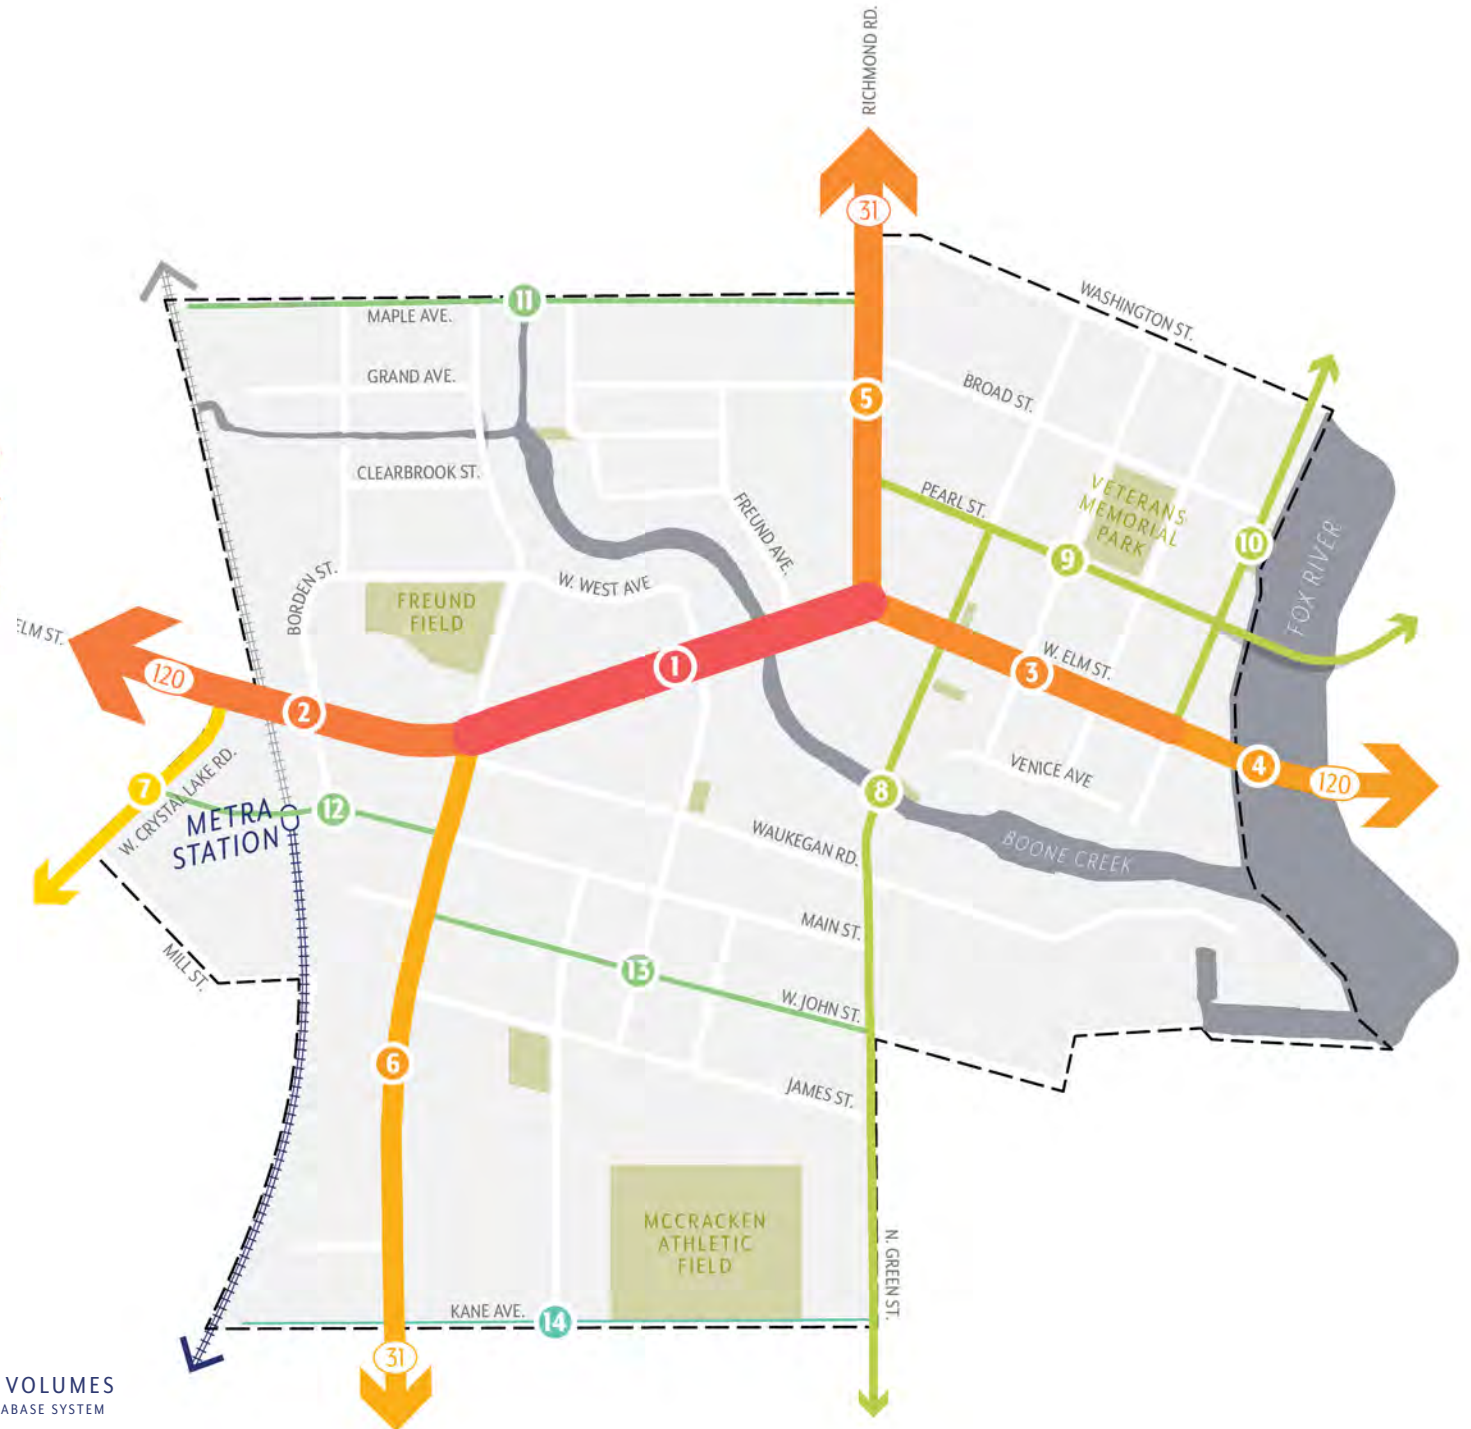 RICHMOND RD.
31
WASHINGTON ST.
11
MAPLE AVE.
GRAND AVE.
5
BROAD ST.
CLEARBROOK ST.
PEARL ST.
VETERANS
MEMORIAL
PARK
FREUND AVE.
10
9
FOX RIVER
BORDEN ST.
W. WEST AVE
FREUND
FIELD
ELM ST.
120
1
W. ELM ST.
3
2
VENICE AVE
4
120
7
W. CRYSTAL LAKE RD.
METRA
STATION
12
8
WAUKEGAN RD.
BOONE CREEK
MAIN ST.
MILL ST.
13
W. JOHN ST.
6
JAMES ST.
MCCRACKEN
ATHLETIC
FIELD
N. GREEN ST.
KANE AVE.
14
31
VOLUMES
ABASE SYSTEM